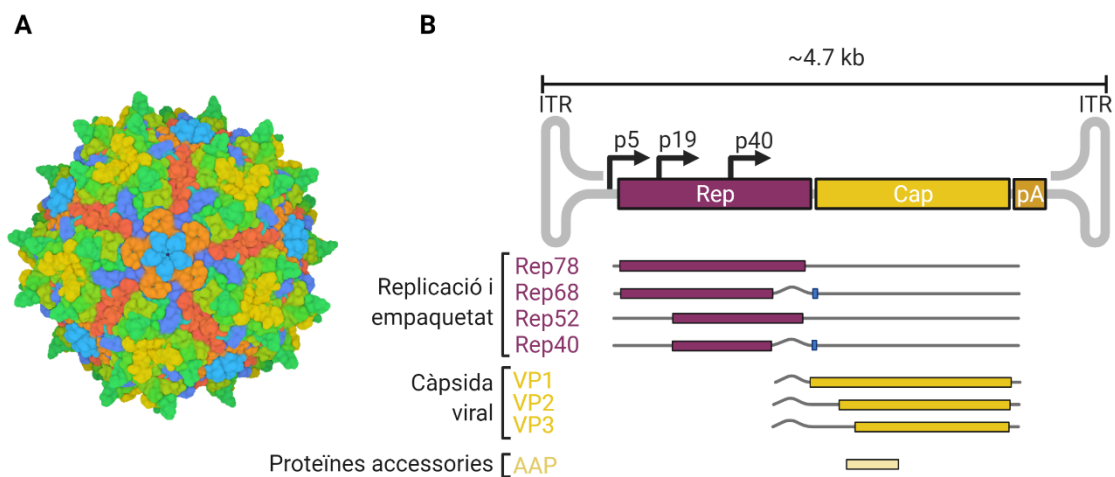 A
B
~4.7 kb
ITR
ITR
p5
p19
p40
Rep
Cap
pA
Replicació i
empaquetat
Rep78
Rep68
Rep52
Rep40
Càpsida
viral
VP1
VP2
VP3
Proteïnes accessories
AAP